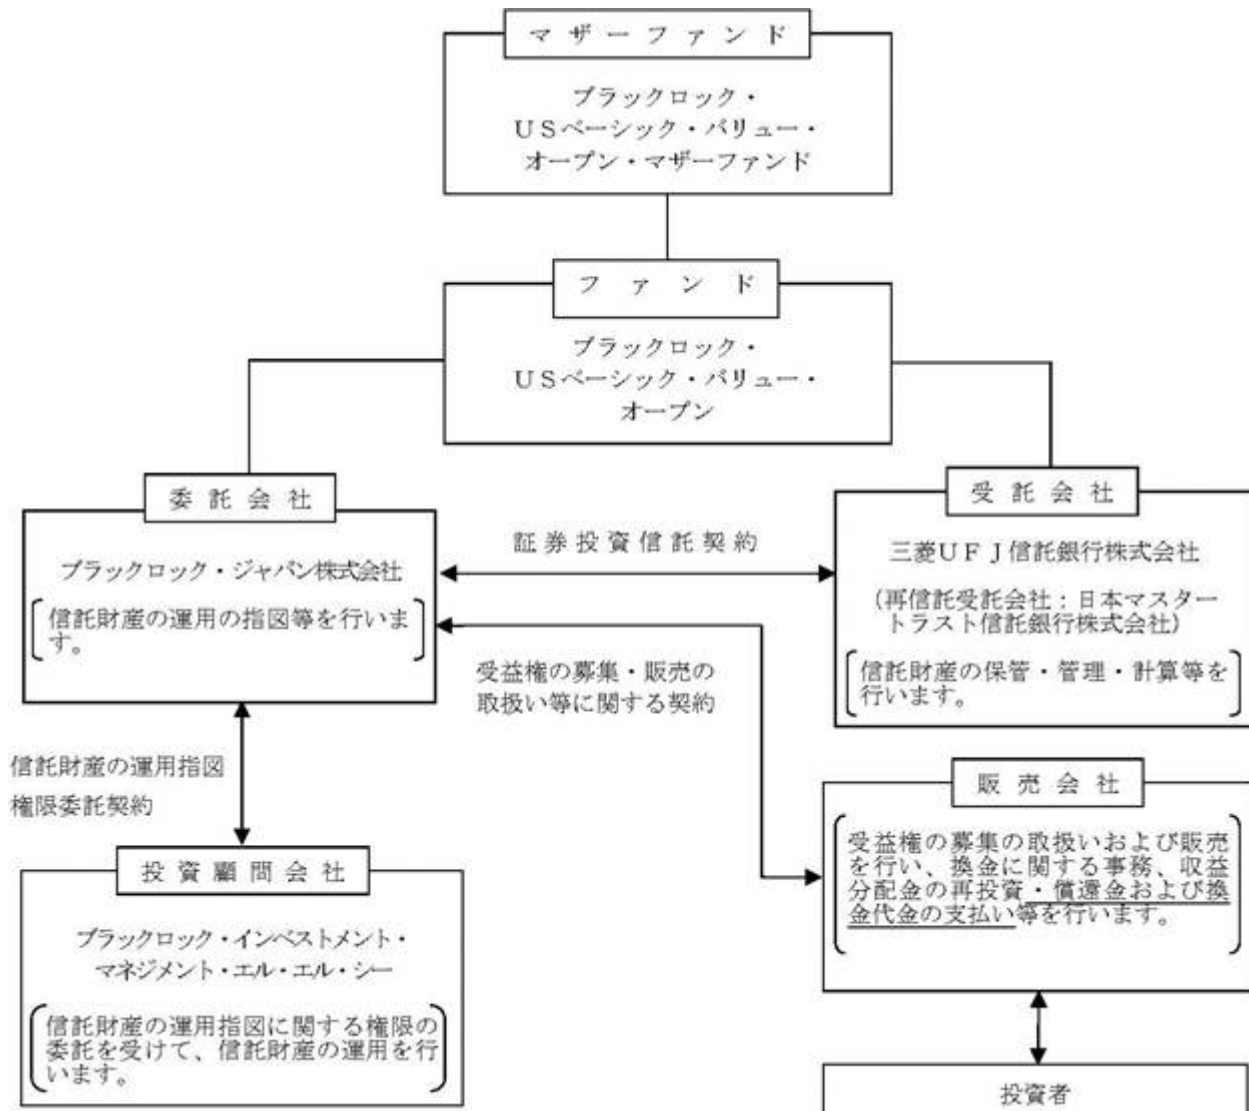 マザーファンド
ブラックロック・
ＵＳベーシック・バリュー・
オープン・マザーファンド
ファンド
ブラックロック・
ＵＳベーシック・バリュー・
オープン
委託会社
ブラックロック・ジャパン株式会社
信託財産の運用の指図等を行いま
す。
証券投資信託契約
受託会社
三菱ＵＦＪ信託銀行株式会社
（再信託受託会社：日本マスター
トラスト信託銀行株式会社）
信託財産の保管・管理・計算等を
行います。
受益権の募集・販売の
取扱い等に関する契約
信託財産の運用指図
権限委託契約
販売会社
受益権の募集の取扱いおよび販売
を行い、換金に関する事務、収益
分配金の再投資・償還金および換
金代金の支払い等を行います。
投資顧問会社
ブラックロック・インベストメント・
マネジメント・エル・エル・シー
信託財産の運用指図に関する権限の
委託を受けて、信託財産の運用を行
います。
投資者